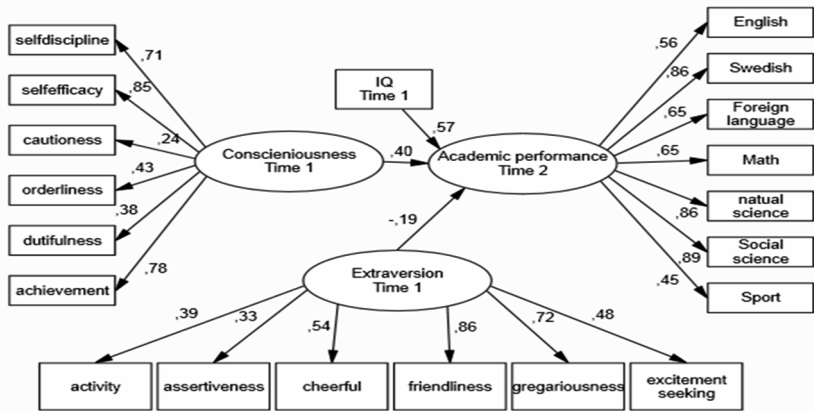 selfdiscipline
selfefficacy
cautioness
orderliness
dutifulness
achievement
,71
,85
,24
,43
,38
,78
Conscieniousness
Time 1
IQ
Time 1
,57
,40
-,19
Academic performance
Time 2
Extraversion
Time 1
,56
,86
,65
,65
,86
,89
,45
English
Swedish
Foreign
language
Math
natual
science
Social
science
Sport
,39
,33
,54
,86
,72
,48
activity
assertiveness
cheerful
friendliness
gregariousness
excitement
seeking